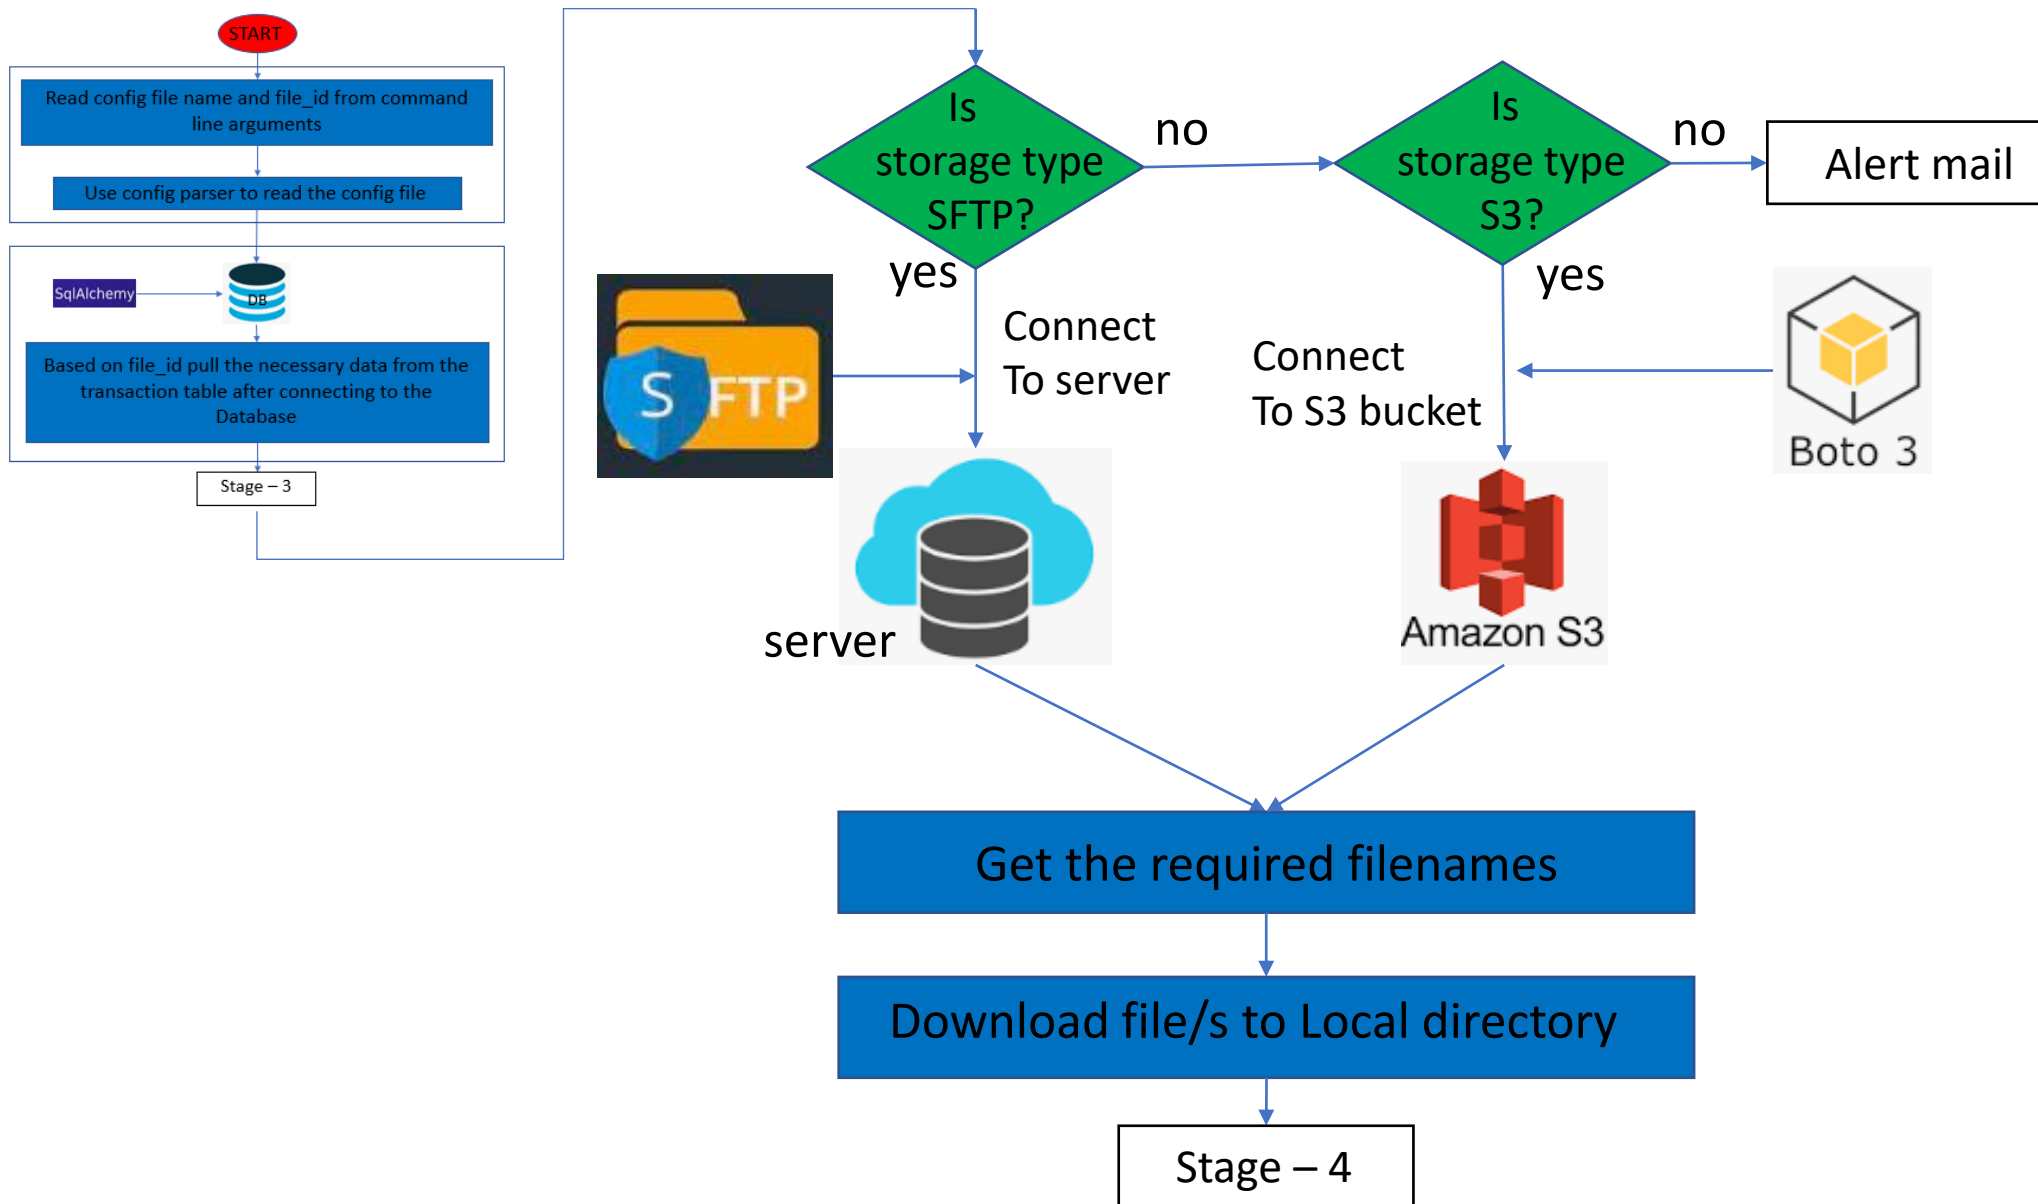 START
Read config file name and file_id from command
line arguments
Use config parser to read the config file
SqlAlchemy
DB
Based on file_id pull the necessary data from the
transaction table after connecting to the
Database
Stage – 3
Is
storage type
SFTP?
no
Is
storage type
S3?
no
Alert mail
yes
yes
SFTP
Connect
To server
Connect
To S3 bucket
Boto 3
server
Amazon S3
Get the required filenames
Download file/s to Local directory
Stage – 4